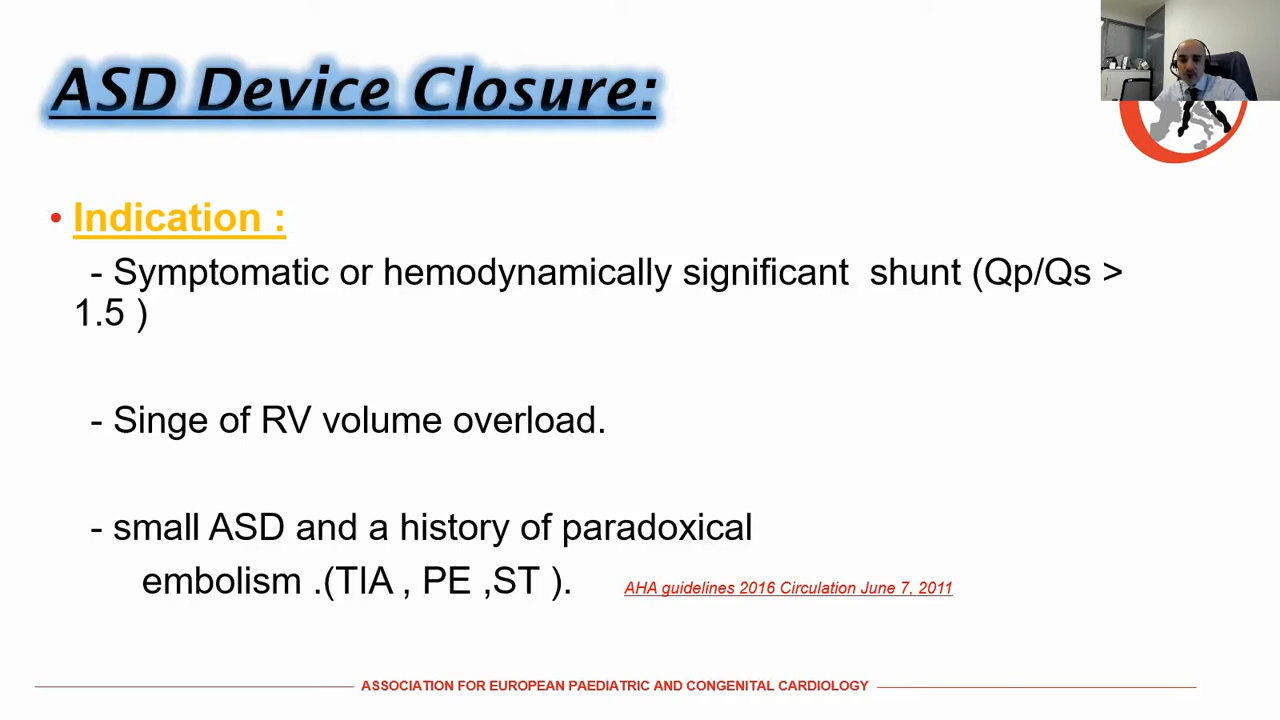 ASD Device Closure:
• Indication :
- Symptomatic or hemodynamically significant shunt (Qp/Qs >
1.5 )
- Singe of RV volume overload.
- small ASD and a history of paradoxical
embolism .(TIA , PE ,ST ).
AHA guidelines 2016 Circulation June 7, 2011
ASSOCIATION FOR EUROPEAN PAEDIATRIC AND CONGENITAL CARDIOLOGY